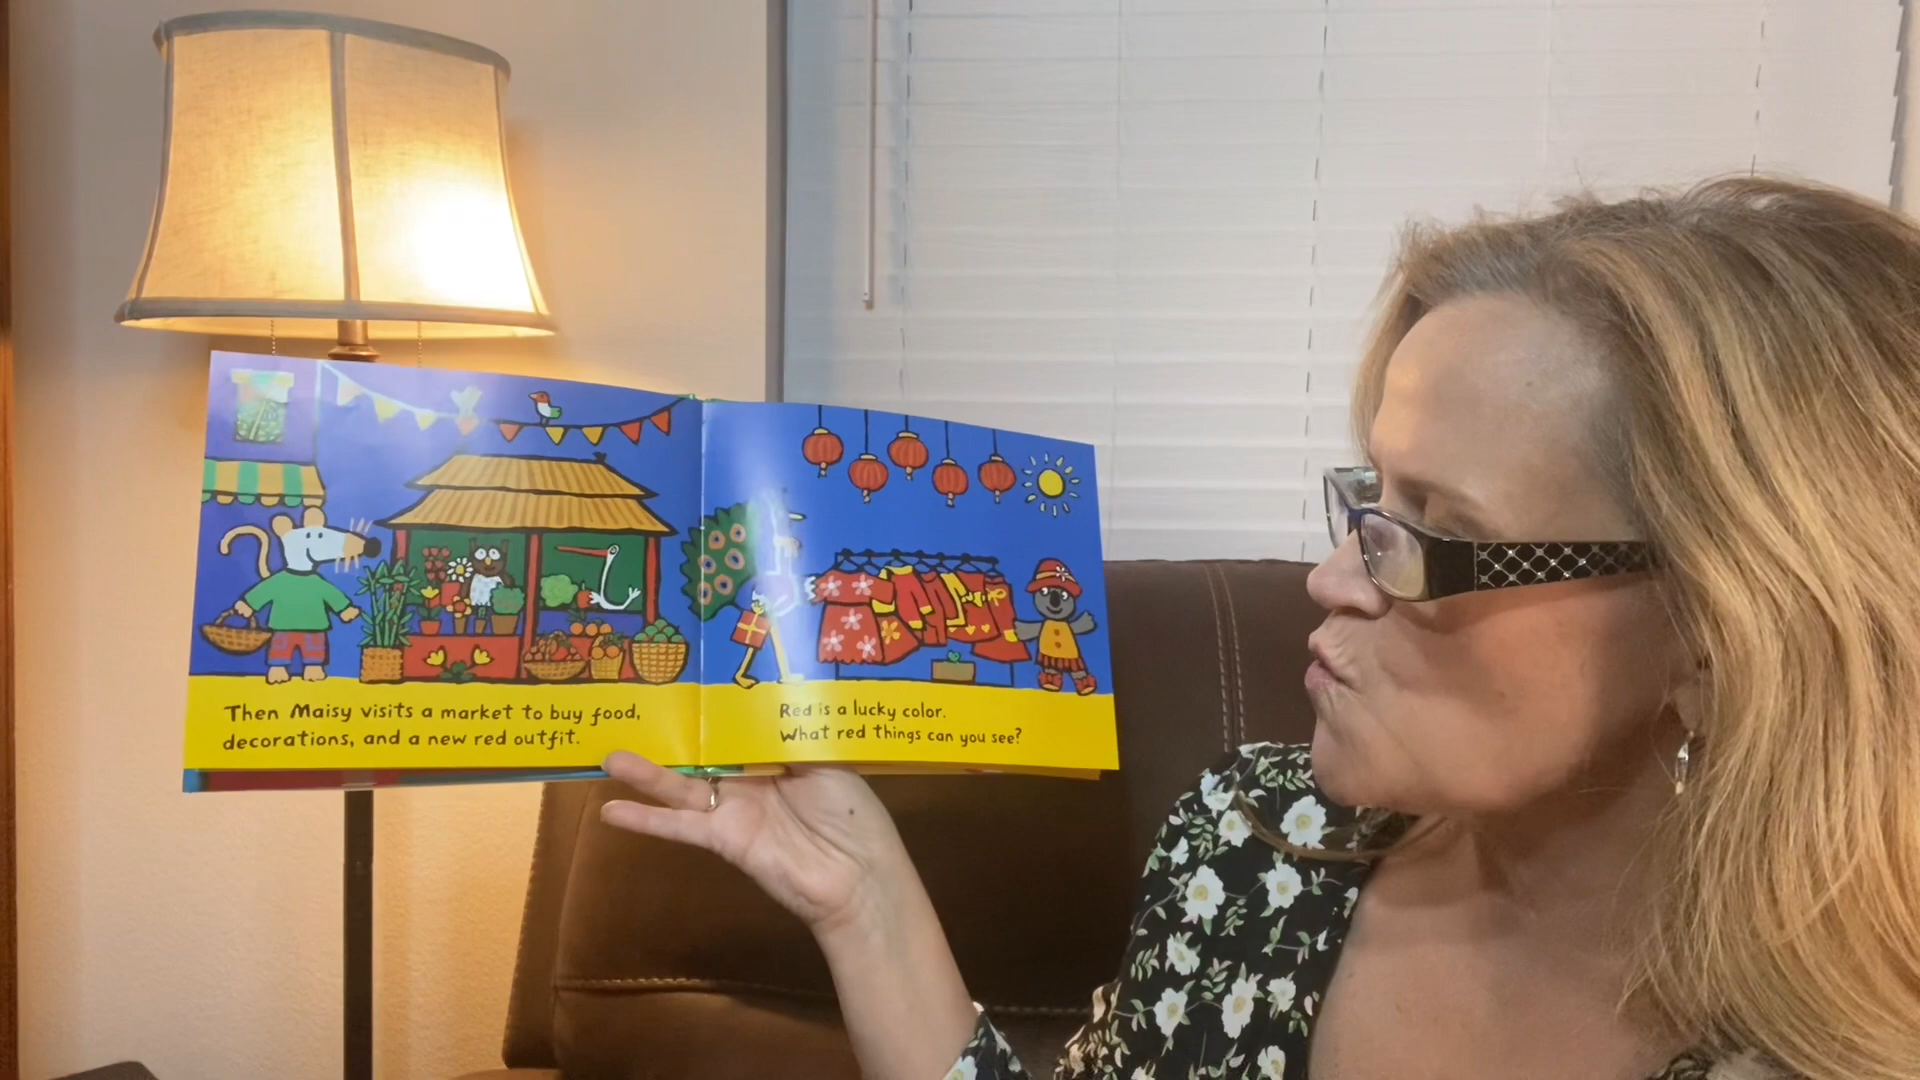 Then Maisy visits a market to buy food,
decorations, and a new red outfit.
Red is a lucky color.
What red things can you see?